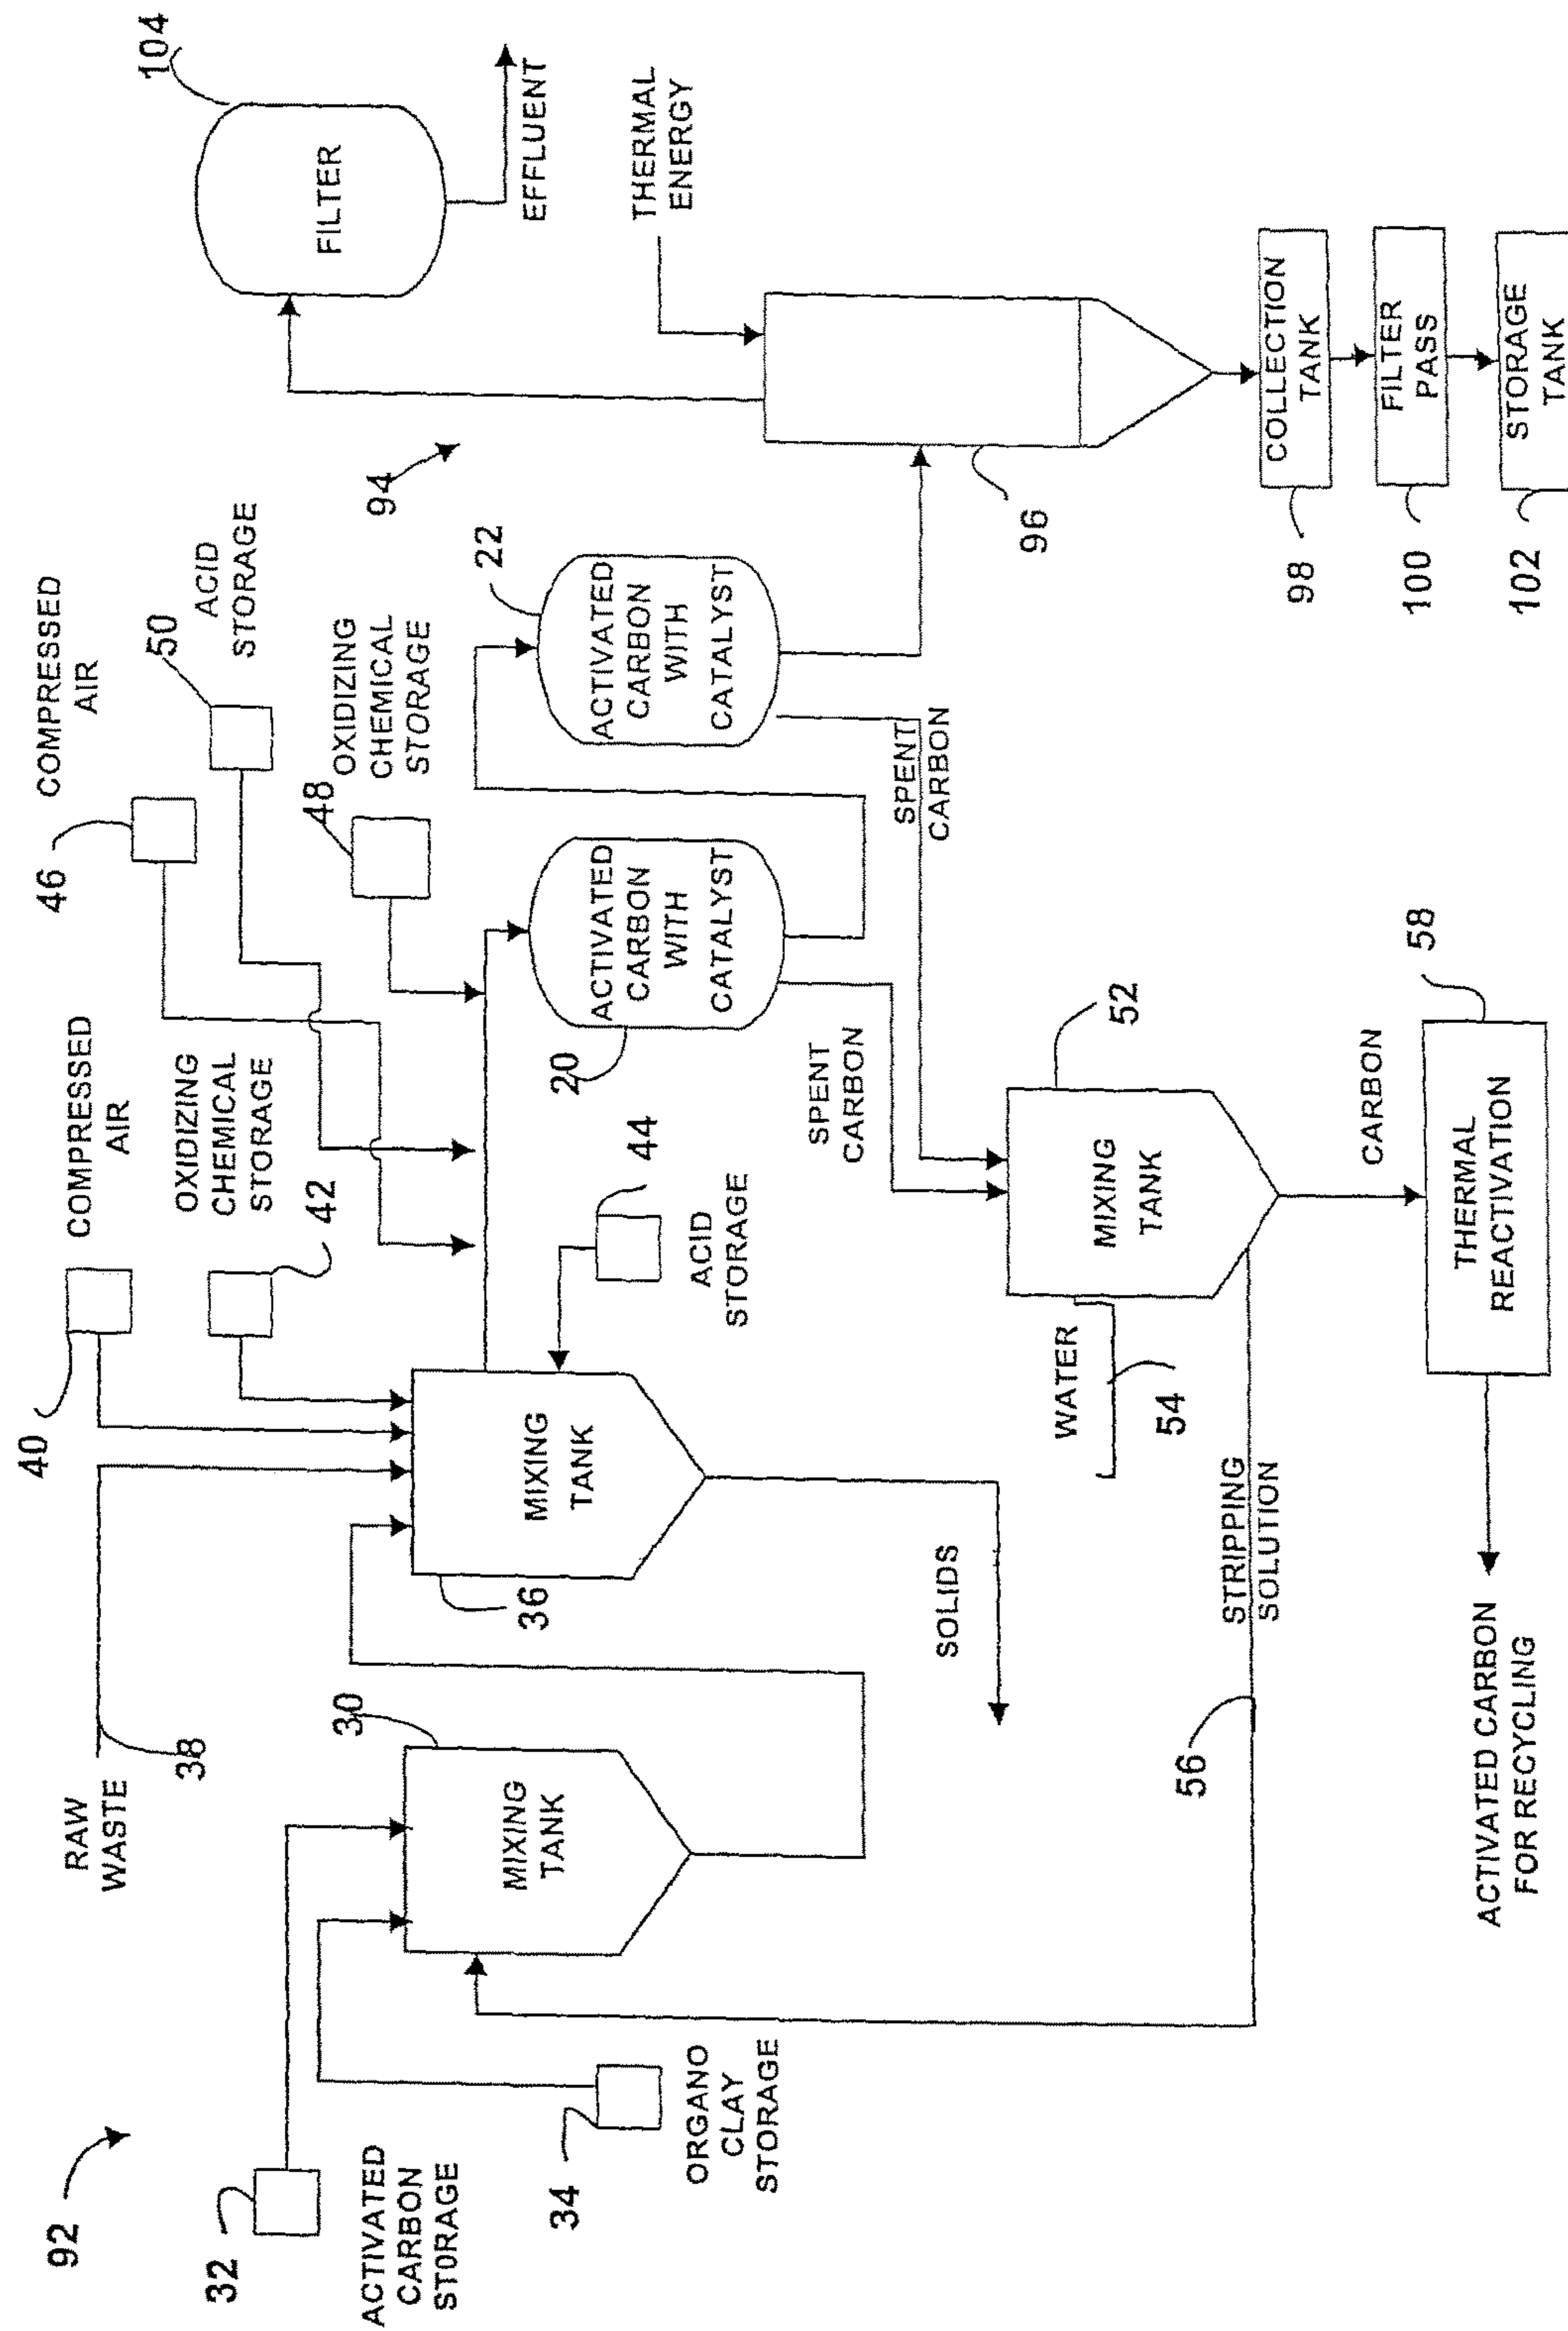 92
32
ACTIVATED
CARBON
STORAGE
34
ORGANO
CLAY
STORAGE
RAW
WASTE
38
30
MIXING
TANK
40
COMPRESSED
AIR
OXIDIZING
CHEMICAL
STORAGE
42
36
MIXING
TANK
44
ACID
STORAGE
SOLIDS
46
COMPRESSED
AIR
50
ACID
STORAGE
48
OXIDIZING
CHEMICAL
STORAGE
20
ACTIVATED
CARBON
WITH
CATALYST
22
ACTIVATED
CARBON
WITH
CATALYST
SPENT
CARBON
SPENT
CARBON
52
MIXING
TANK
WATER
54
STRIPPING
SOLUTION
56
CARBON
58
THERMAL
REACTIVATION
ACTIVATED CARBON
FOR RECYCLING
94
104
FILTER
EFFLUENT
THERMAL
ENERGY
96
98
COLLECTION
TANK
100
FILTER
PASS
102
STORAGE
TANK